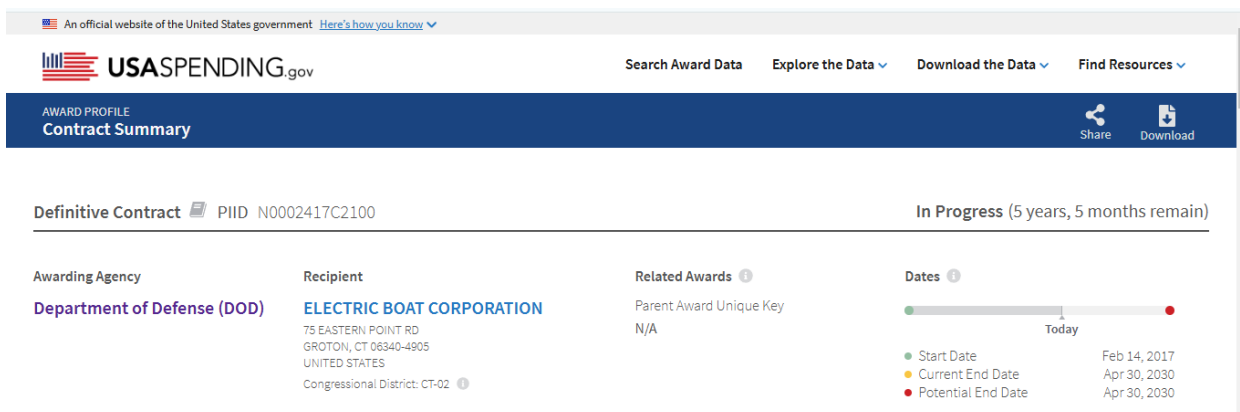 An official website of the United States government Here's how you know
USASPENDING.gov
Search Award Data Explore the Data Download the Data Find Resources
AWARD PROFILE
Contract Summary
Share Download
Definitive Contract PIID N0002417C2100
In Progress (5 years, 5 months remain)
Awarding Agency
Department of Defense (DOD)
Recipient
ELECTRIC BOAT CORPORATION
75 EASTERN POINT RD
GROTON, CT 06340-4905
UNITED STATES
Congressional District: CT-02
Related Awards
Parent Award Unique Key
N/A
Dates
Today
Start Date Feb 14, 2017
Current End Date Apr 30, 2030
Potential End Date Apr 30, 2030